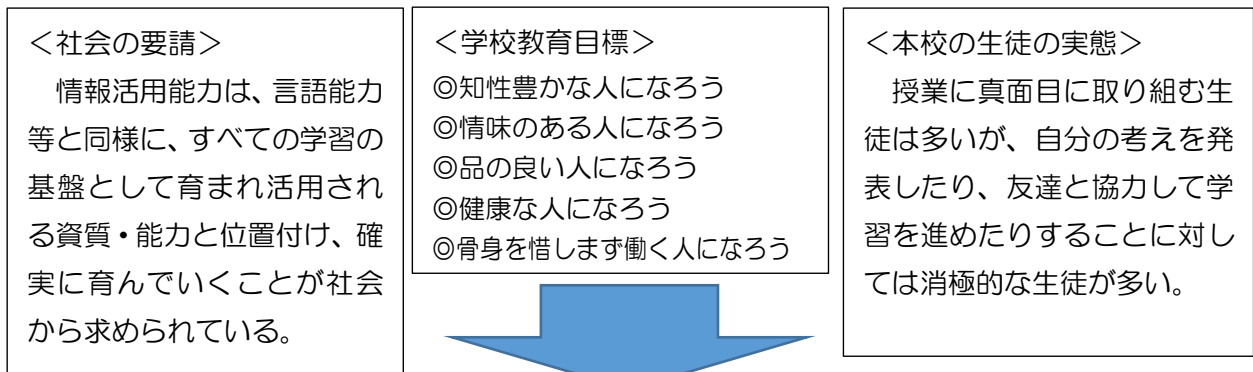 ＜社会の要請＞
　情報活用能力は、言語能力
等と同様に、すべての学習の
基盤として育まれ活用され
る資質・能力と位置付け、確
実に育んでいくことが社会
から求められている。
＜学校教育目標＞
◎知性豊かな人になろう
◎情味のある人になろう
◎品の良い人になろう
◎健康な人になろう
◎骨身を惜しまず働く人になろう
＜本校の生徒の実態＞
　授業に真面目に取り組む生
徒は多いが、自分の考えを発
表したり、友達と協力して学
習を進めたりすることに対し
ては消極的な生徒が多い。